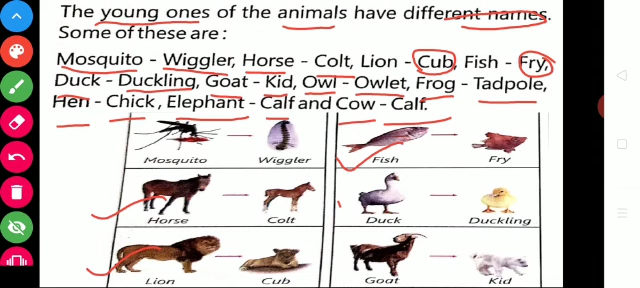 The young ones of the animals have different names.
Some of these are :
Mosquito - Wiggler, Horse - Colt, Lion - Cub, Fish - Fry,
Duck - Duckling, Goat - Kid, Owl - Owlet, Frog - Tadpole,
Hen - Chick, Elephant - Calf and Cow - Calf.
Mosquito Wiggler Fish Fry
Horse Colt Duck Duckling
Lion Cub Goat Kid